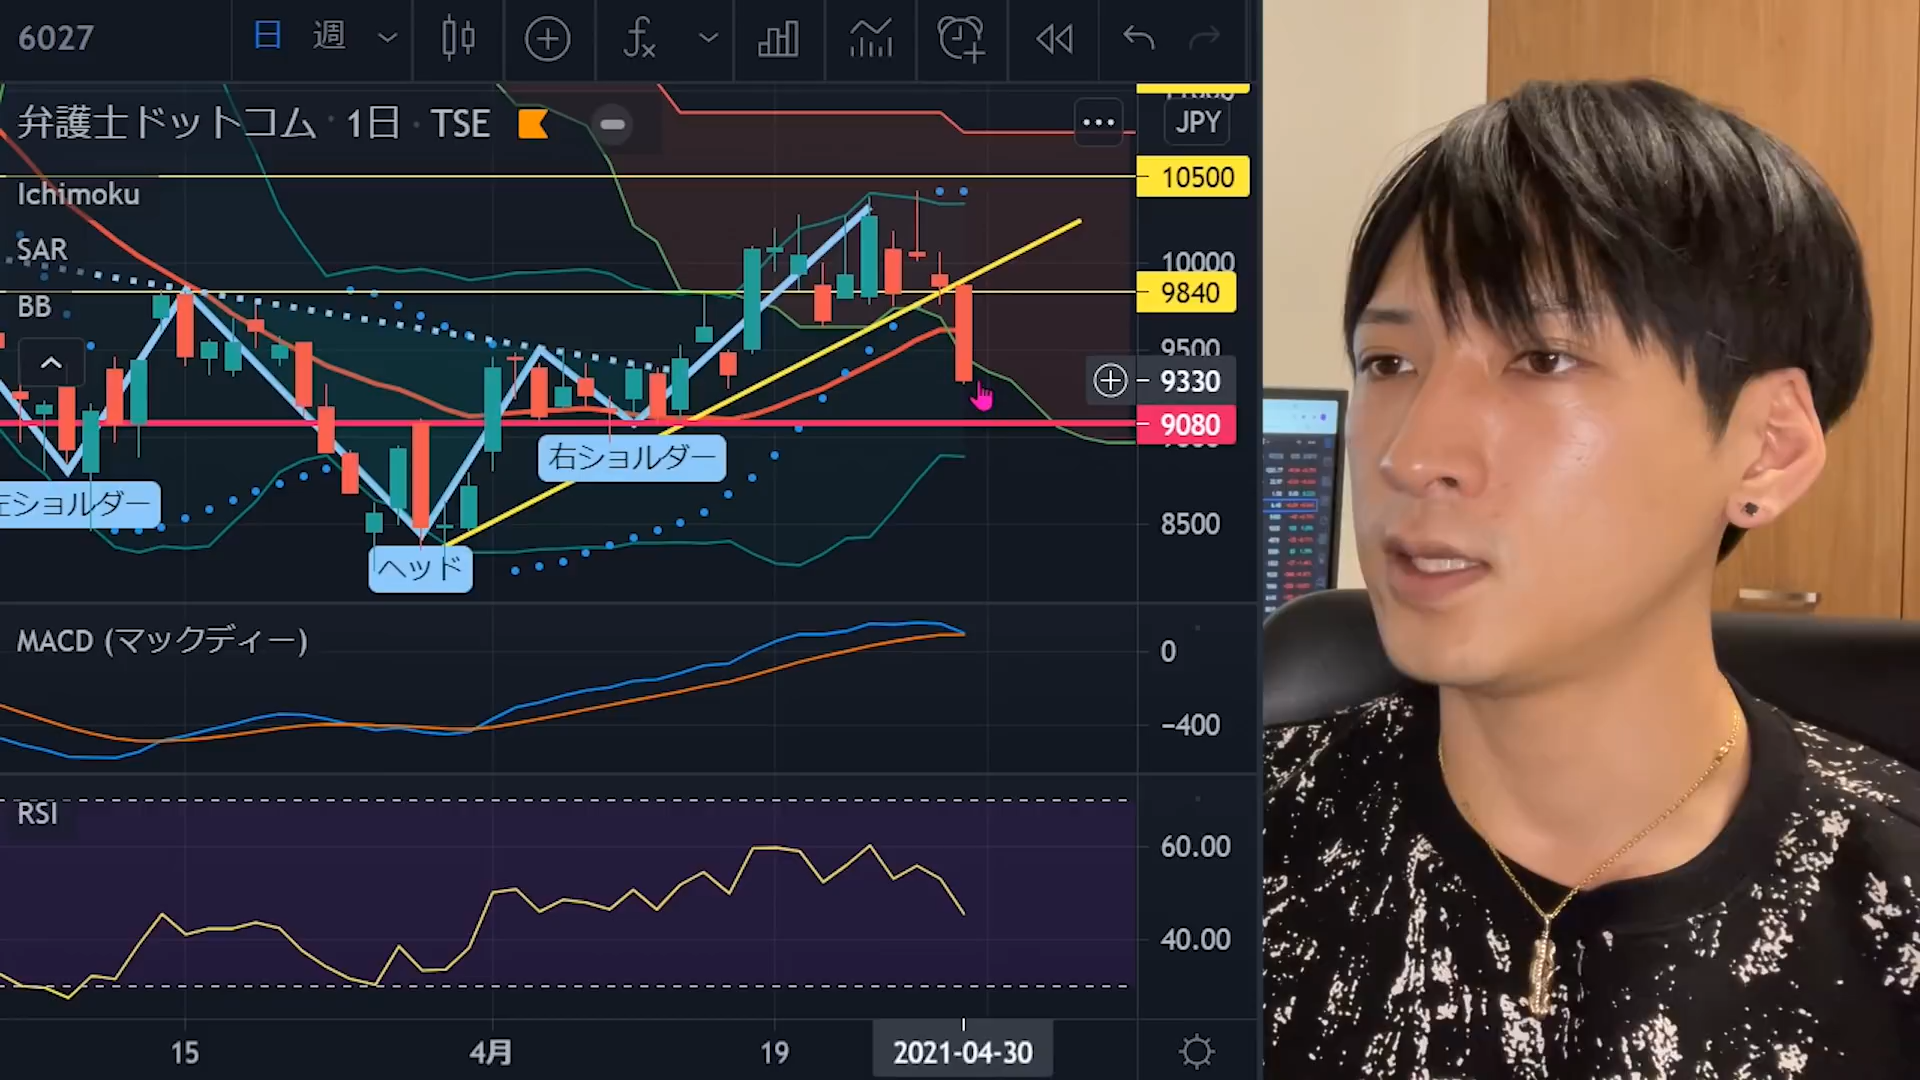 6027
日 週
弁護士ドットコム · 1日 · TSE
JPY
10500
Ichimoku
SAR
10000
9840
BB
9500
9330
9080
右ショルダー
左ショルダー
8500
ヘッド
MACD (マックディー)
0
−400
RSI
60.00
40.00
15 4月 19 2021-04-30